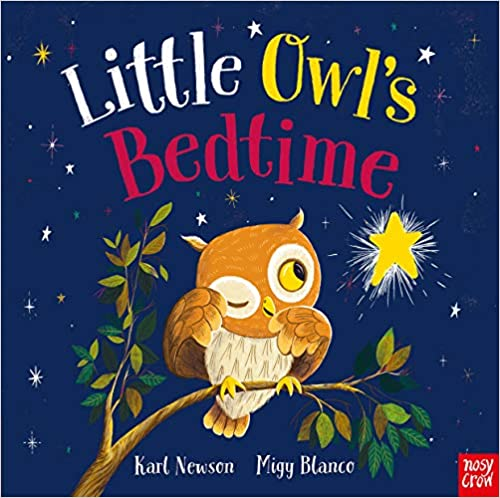 Little Owl's
Bedtime
Karl Newson Migy Blanco
nosy
Crow